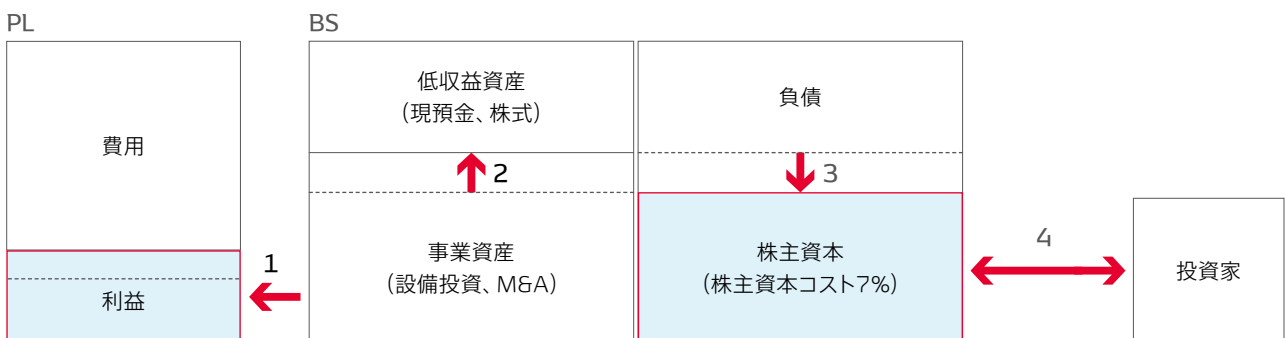 PL
BS
費用
利益
1
低収益資産
（現預金、株式）
2
事業資産
（設備投資、M&A）
負債
3
株主資本
（株主資本コスト7%）
4
投資家